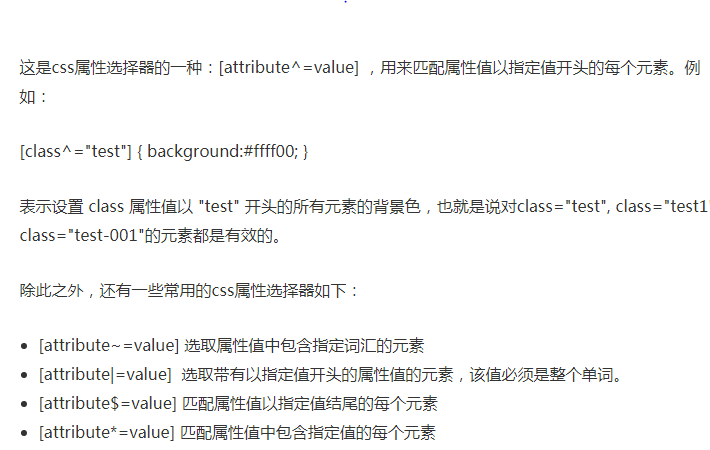 这是css属性选择器的一种：[attribute^=value] ，用来匹配属性值以指定值开头的每个元素。例
如：
[class^="test"] { background:#ffff00; }
表示设置 class 属性值以 "test" 开头的所有元素的背景色，也就是说对class="test", class="test1"
class="test-001"的元素都是有效的。
除此之外，还有一些常用的css属性选择器如下：
• [attribute~=value] 选取属性值中包含指定词汇的元素
• [attribute|=value]  选取带有以指定值开头的属性值的元素，该值必须是整个单词。
• [attribute$=value] 匹配属性值以指定值结尾的每个元素
• [attribute*=value] 匹配属性值中包含指定值的每个元素